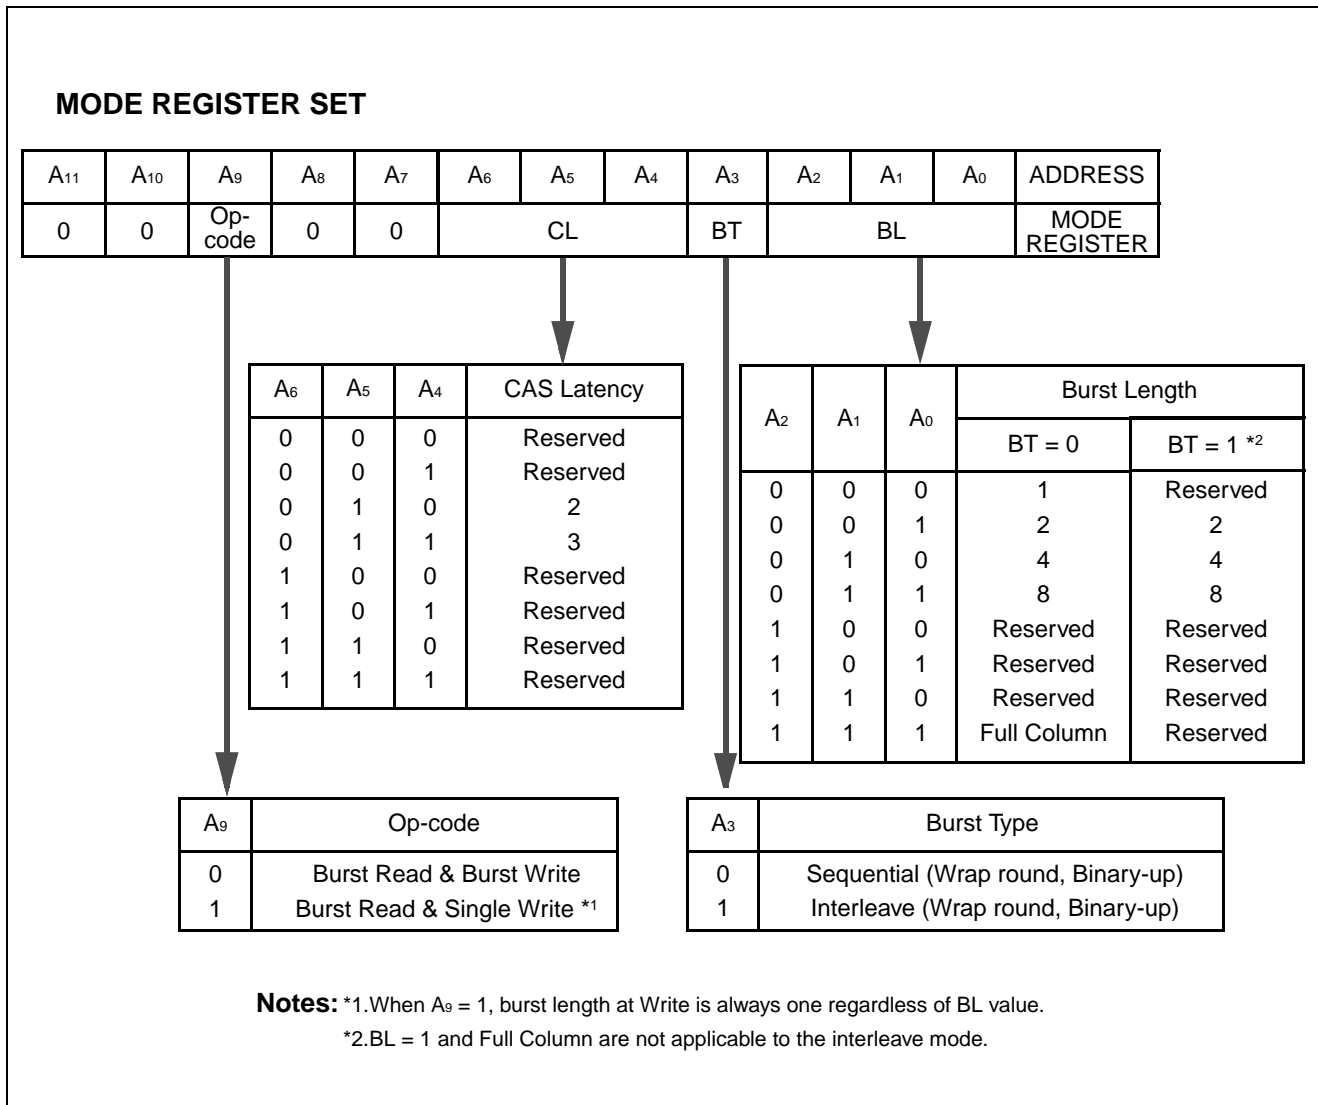 MODE REGISTER SET
A11 A10 A9 A8 A7 A6 A5 A4 A3 A2 A1 A0 ADDRESS
0 0 Op-code 0 0 CL BT BL MODE REGISTER
A6 A5 A4 CAS Latency
0 0 0 Reserved
0 0 1 Reserved
0 1 0 2
0 1 1 3
1 0 0 Reserved
1 0 1 Reserved
1 1 0 Reserved
1 1 1 Reserved
A2 A1 A0 Burst Length
BT = 0 BT = 1 *2
0 0 0 1 Reserved
0 0 1 2 2
0 1 0 4 4
0 1 1 8 8
1 0 0 Reserved Reserved
1 0 1 Reserved Reserved
1 1 0 Reserved Reserved
1 1 1 Full Column Reserved
A9 Op-code
0 Burst Read & Burst Write
1 Burst Read & Single Write *1
A3 Burst Type
0 Sequential (Wrap round, Binary-up)
1 Interleave (Wrap round, Binary-up)
Notes: *1.When A9 = 1, burst length at Write is always one regardless of BL value.
*2.BL = 1 and Full Column are not applicable to the interleave mode.